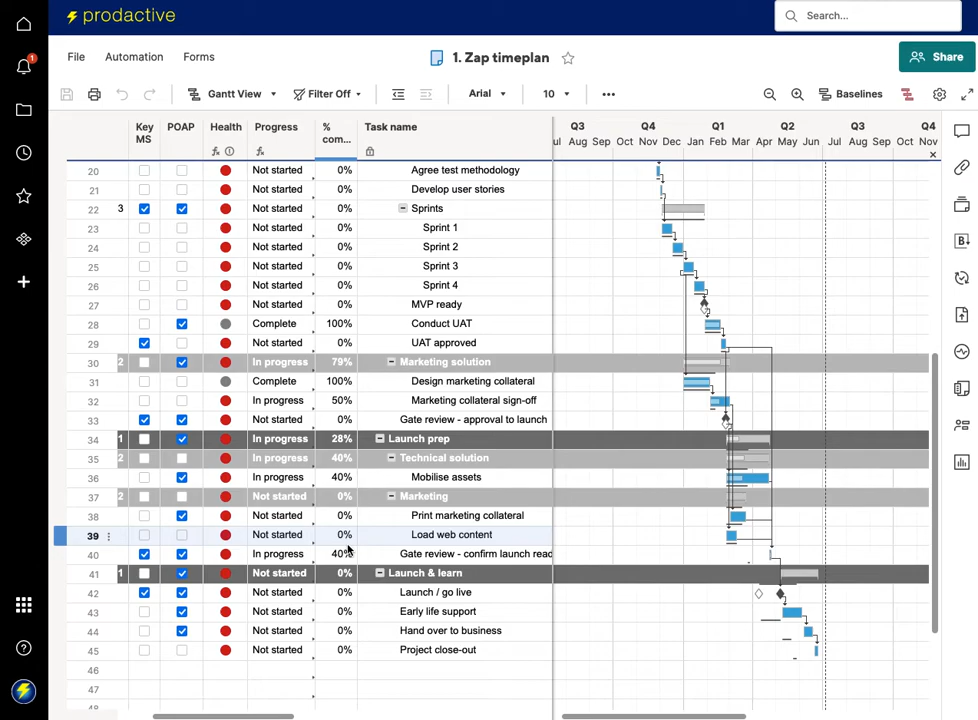 prodactive
Search...
File
Automation
Forms
1. Zap timeplan
Share
1
Gantt View
Filter Off
Arial
10
Baselines
Key MS
POAP
Health
Progress
% com...
Task name
Q3 Q4 Q1 Q2 Q3 Q4
ul Aug Sep Oct Nov Dec Jan Feb Mar Apr May Jun Jul Aug Sep Oct Nov
20 Not started 0% Agree test methodology
21 Not started 0% Develop user stories
22 3 Not started 0% Sprints
23 Not started 0% Sprint 1
24 Not started 0% Sprint 2
25 Not started 0% Sprint 3
26 Not started 0% Sprint 4
27 Not started 0% MVP ready
28 Complete 100% Conduct UAT
29 Not started 0% UAT approved
30 2 In progress 79% Marketing solution
31 Complete 100% Design marketing collateral
32 In progress 50% Marketing collateral sign-off
33 Not started 0% Gate review - approval to launch
34 1 In progress 28% Launch prep
35 2 In progress 40% Technical solution
36 In progress 40% Mobilise assets
37 2 Not started 0% Marketing
38 Not started 0% Print marketing collateral
39 Not started 0% Load web content
40 In progress 40% Gate review - confirm launch read
41 1 Not started 0% Launch & learn
42 Not started 0% Launch / go live
43 Not started 0% Early life support
44 Not started 0% Hand over to business
45 Not started 0% Project close-out
46
47
48